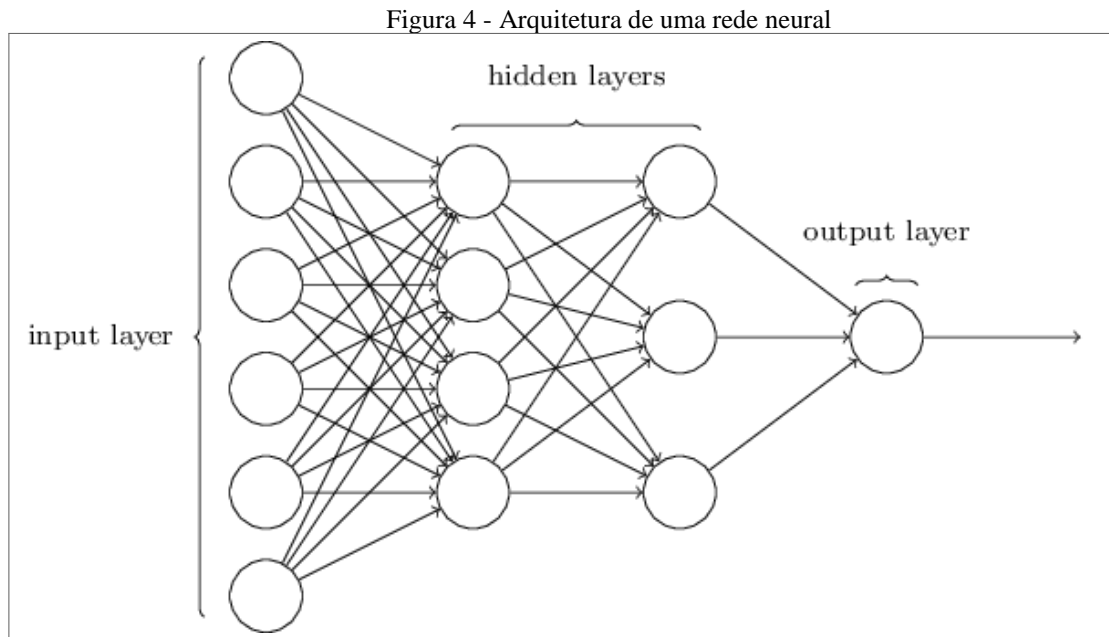 Figura 4 - Arquitetura de uma rede neural
hidden layers
output layer
input layer